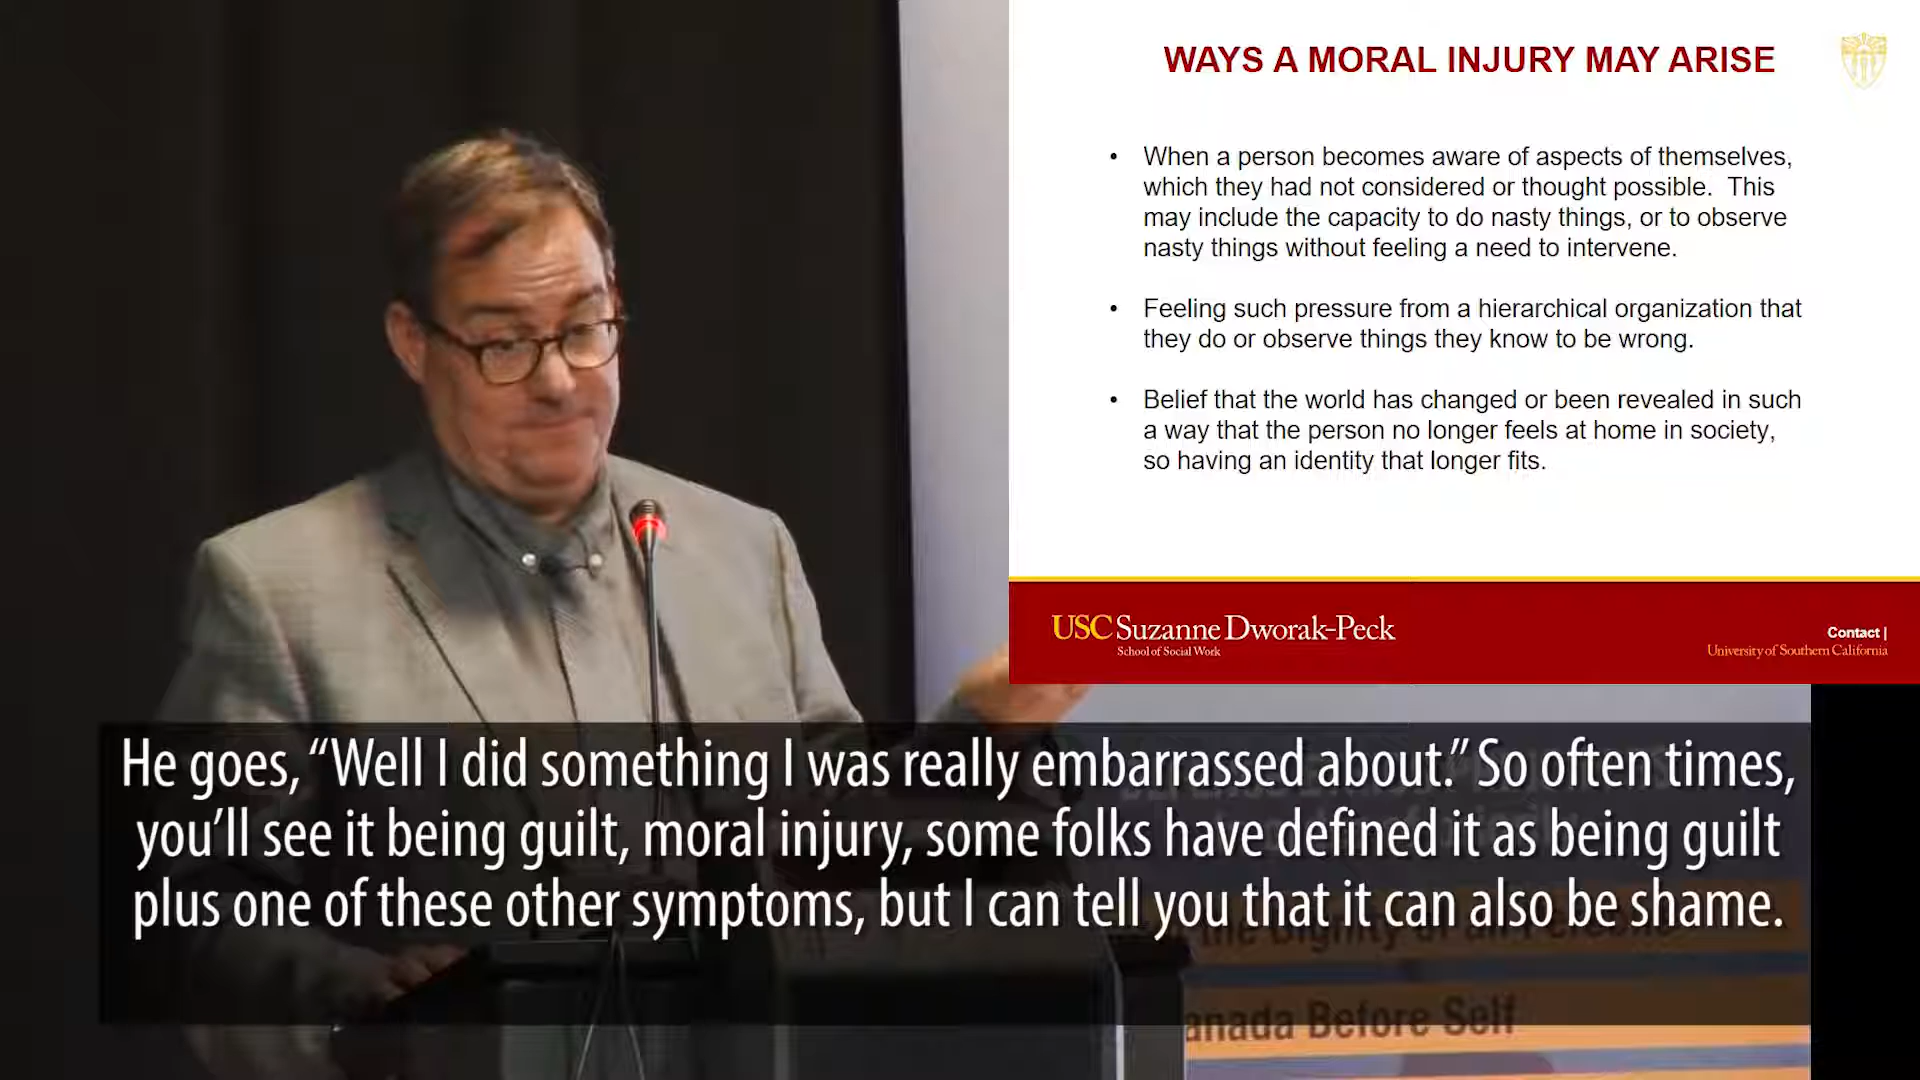 WAYS A MORAL INJURY MAY ARISE
• When a person becomes aware of aspects of themselves,
which they had not considered or thought possible.  This
may include the capacity to do nasty things, or to observe
nasty things without feeling a need to intervene.
• Feeling such pressure from a hierarchical organization that
they do or observe things they know to be wrong.
• Belief that the world has changed or been revealed in such
a way that the person no longer feels at home in society,
so having an identity that longer fits.
USC Suzanne Dworak-Peck
School of Social Work
Contact |
University of Southern California
He goes, “Well I did something I was really embarrassed about.” So often times,
you’ll see it being guilt, moral injury, some folks have defined it as being guilt
plus one of these other symptoms, but I can tell you that it can also be shame.
the Dignity of all Persons
anada Before Self